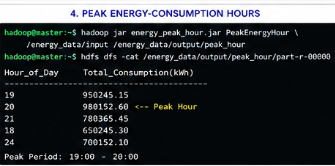 4. PEAK ENERGY-CONSUMPTION HOURS
hadoop@master:~$ hadoop jar energy_peak_hour.jar PeakEnergyHour \
/energy_data/input /energy_data/output/peak_hour
hadoop@master:~$ hdfs dfs -cat /energy_data/output/peak_hour/part-r-00000
Hour_of_Day Total_Consumption(kWh)
------------------------------------
19 950245.15
20 980152.60 <-- Peak Hour
21 780365.45
18 650245.30
24 700152.10
Peak Period: 19:00 - 20:00